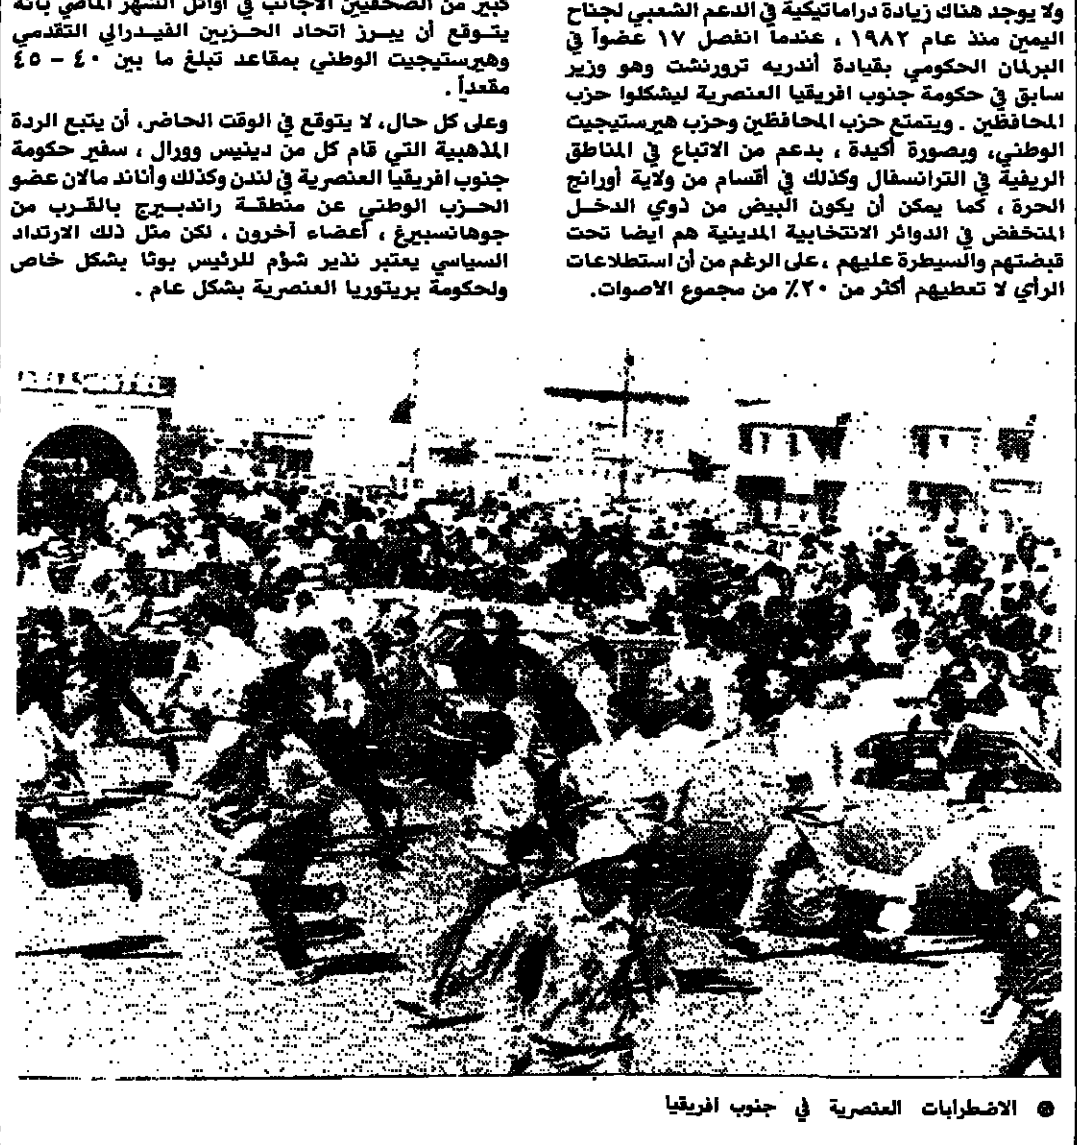 ولا يوجد هناك زيادة دراماتيكية في الدعم الشعبي لجناح
اليمين منذ عام ١٩٨٢ ، عندما انفصل ١٧ عضواً في
البرلمان الحكومي بقيادة أندريه ترورنشت وهو وزير
سابق في حكومة جنوب افريقيا العنصرية ليشكلوا حزب
المحافظين . ويتمتع حزب المحافظين وحزب هيرستيجيت
الوطني، وبصورة أكيدة ، بدعم من الاتباع في المناطق
الريفية في الترانسفال وكذلك في أقسام من ولاية أورانج
الحرة ، كما يمكن أن يكون البيض من ذوي الدخل
المنخفض في الدوائر الانتخابية المدينية هم ايضا تحت
قبضتهم والسيطرة عليهم ، على الرغم من أن استطلاعات
الرأي لا تعطيهم أكثر من ٢٠٪ من مجموع الاصوات.
كبير من الصحفيين الاجانب في أوائل الشهر الماضي بأنه
يتوقع أن يبرز اتحاد الحزبين الفيدرالي التقدمي
وهيرستيجيت الوطني بمقاعد تبلغ ما بين ٤٠ - ٤٥
مقعداً .
وعلى كل حال، لا يتوقع في الوقت الحاضر، أن يتبع الردة
المذهبية التي قام كل من دينيس وورال ، سفير حكومة
جنوب افريقيا العنصرية في لندن وكذلك وأناند مالان عضو
الحزب الوطني عن منطقة راندبيرج بالقرب من
جوهانسبيرغ ، أعضاء آخرون ، لكن مثل ذلك الارتداد
السياسي يعتبر نذير شؤم للرئيس بوثا بشكل خاص
ولحكومة بريتوريا العنصرية بشكل عام .
الاضطرابات العنصرية في جنوب افريقيا